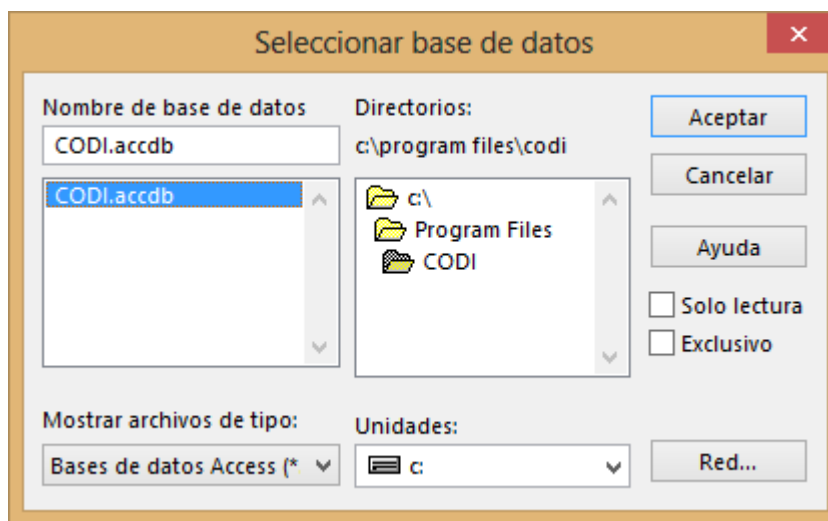 Seleccionar base de datos
Nombre de base de datos
CODI.accdb
CODI.accdb
Directorios:
c:\program files\codi
c:\
Program Files
CODI
Aceptar
Cancelar
Ayuda
Solo lectura
Exclusivo
Mostrar archivos de tipo:
Bases de datos Access (*
Unidades:
c:
Red...